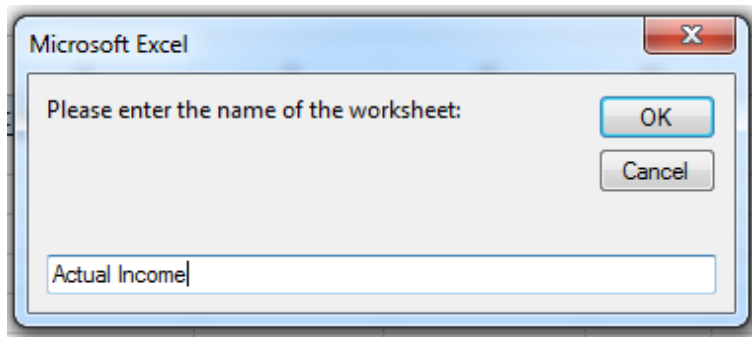 Microsoft Excel
Please enter the name of the worksheet:
OK
Cancel
Actual Income